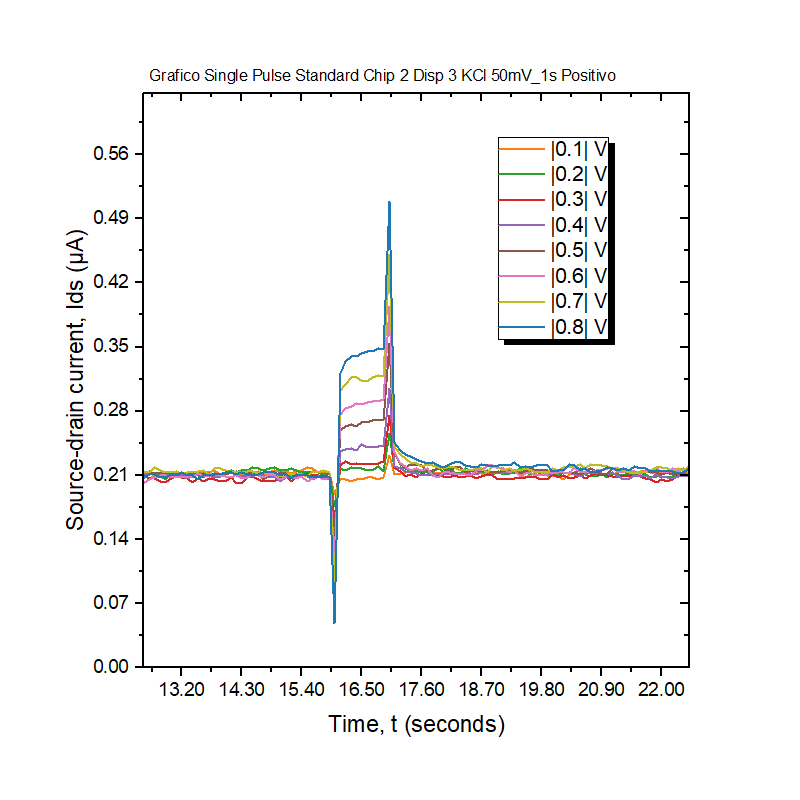 Grafico Single Pulse Standard Chip 2 Disp 3 KCl 50mV_1s Positivo
|0.1| V
|0.2| V
|0.3| V
|0.4| V
|0.5| V
|0.6| V
|0.7| V
|0.8| V
Source-drain current, Ids (µA)
0.56
0.49
0.42
0.35
0.28
0.21
0.14
0.07
0.00
13.20 14.30 15.40 16.50 17.60 18.70 19.80 20.90 22.00
Time, t (seconds)